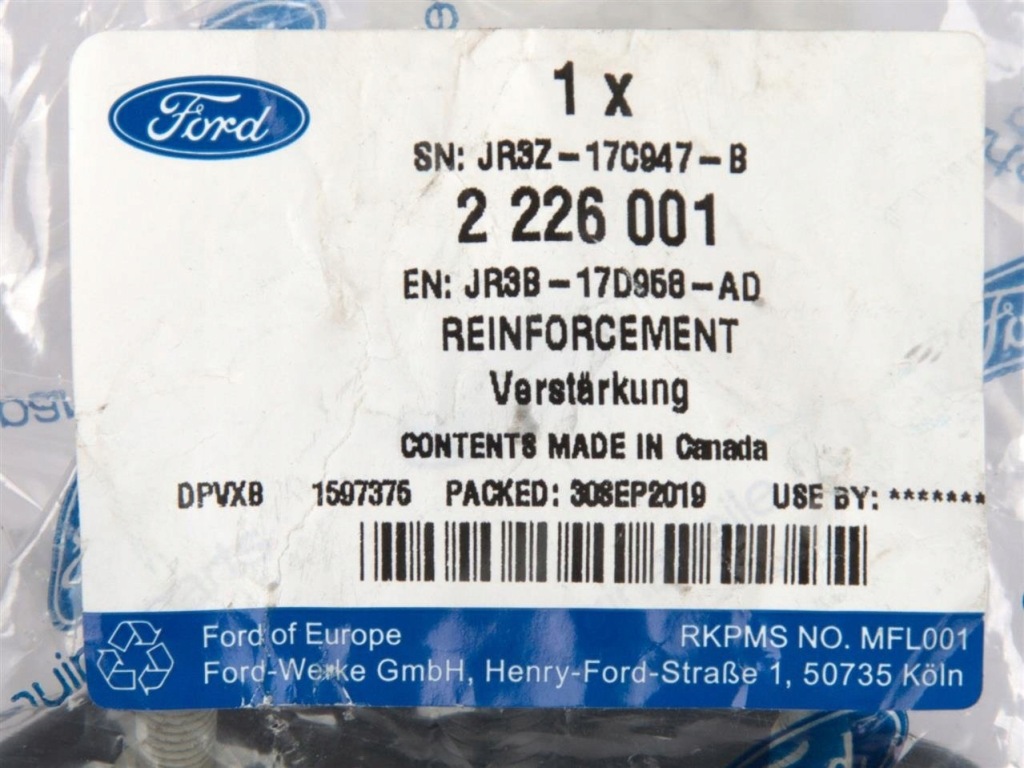 Ford
1 x
SN: JR3Z-17C947-B
2 226 001
EN: JR3B-17D958-AD
REINFORCEMENT
Verstärkung
CONTENTS MADE IN Canada
DPVXB 1597376 PACKED: 30SEP2019 USE BY: *******
Ford of Europe RKPMS NO. MFL001
Ford-Werke GmbH, Henry-Ford-Straße 1, 50735 Köln